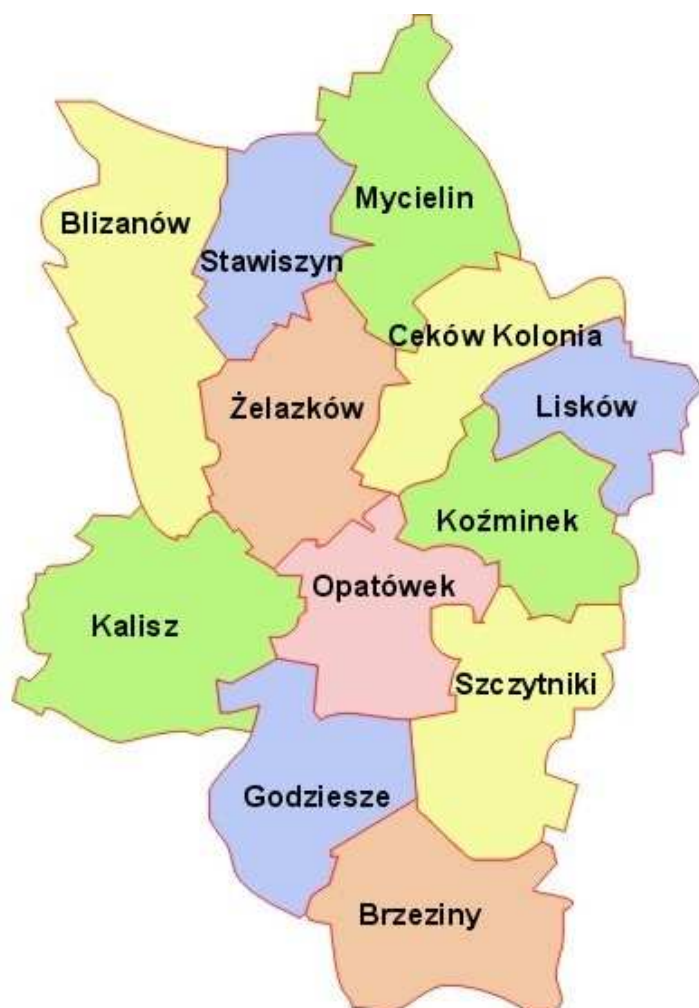 Mycielin
Blizanów
Stawiszyn
Ceków Kolonia
Żelazków
Lisków
Koźminek
Opatówek
Kalisz
Szczytniki
Godziesze
Brzeziny